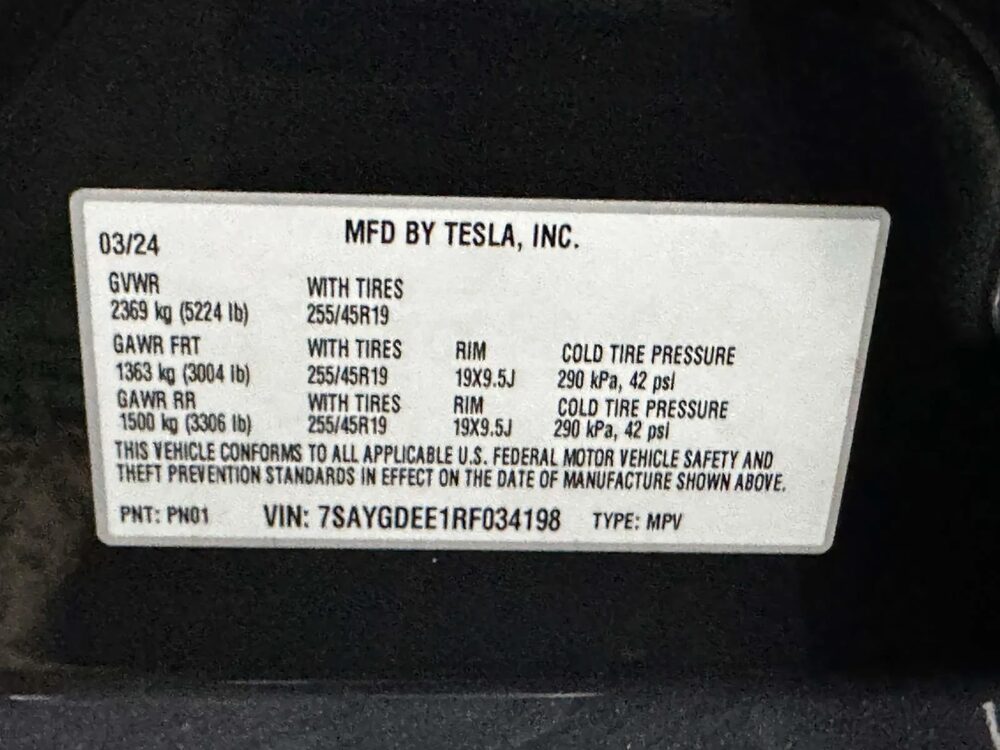 MFD BY TESLA, INC.
03/24
GVWR WITH TIRES
2369 kg (5224 lb) 255/45R19
GAWR FRT WITH TIRES RIM COLD TIRE PRESSURE
1363 kg (3004 lb) 255/45R19 19X9.5J 290 kPa, 42 psi
GAWR RR WITH TIRES RIM COLD TIRE PRESSURE
1500 kg (3306 lb) 255/45R19 19X9.5J 290 kPa, 42 psi
THIS VEHICLE CONFORMS TO ALL APPLICABLE U.S. FEDERAL MOTOR VEHICLE SAFETY AND
THEFT PREVENTION STANDARDS IN EFFECT ON THE DATE OF MANUFACTURE SHOWN ABOVE.
PNT: PN01 VIN: 7SAYGDEE1RF034198 TYPE: MPV